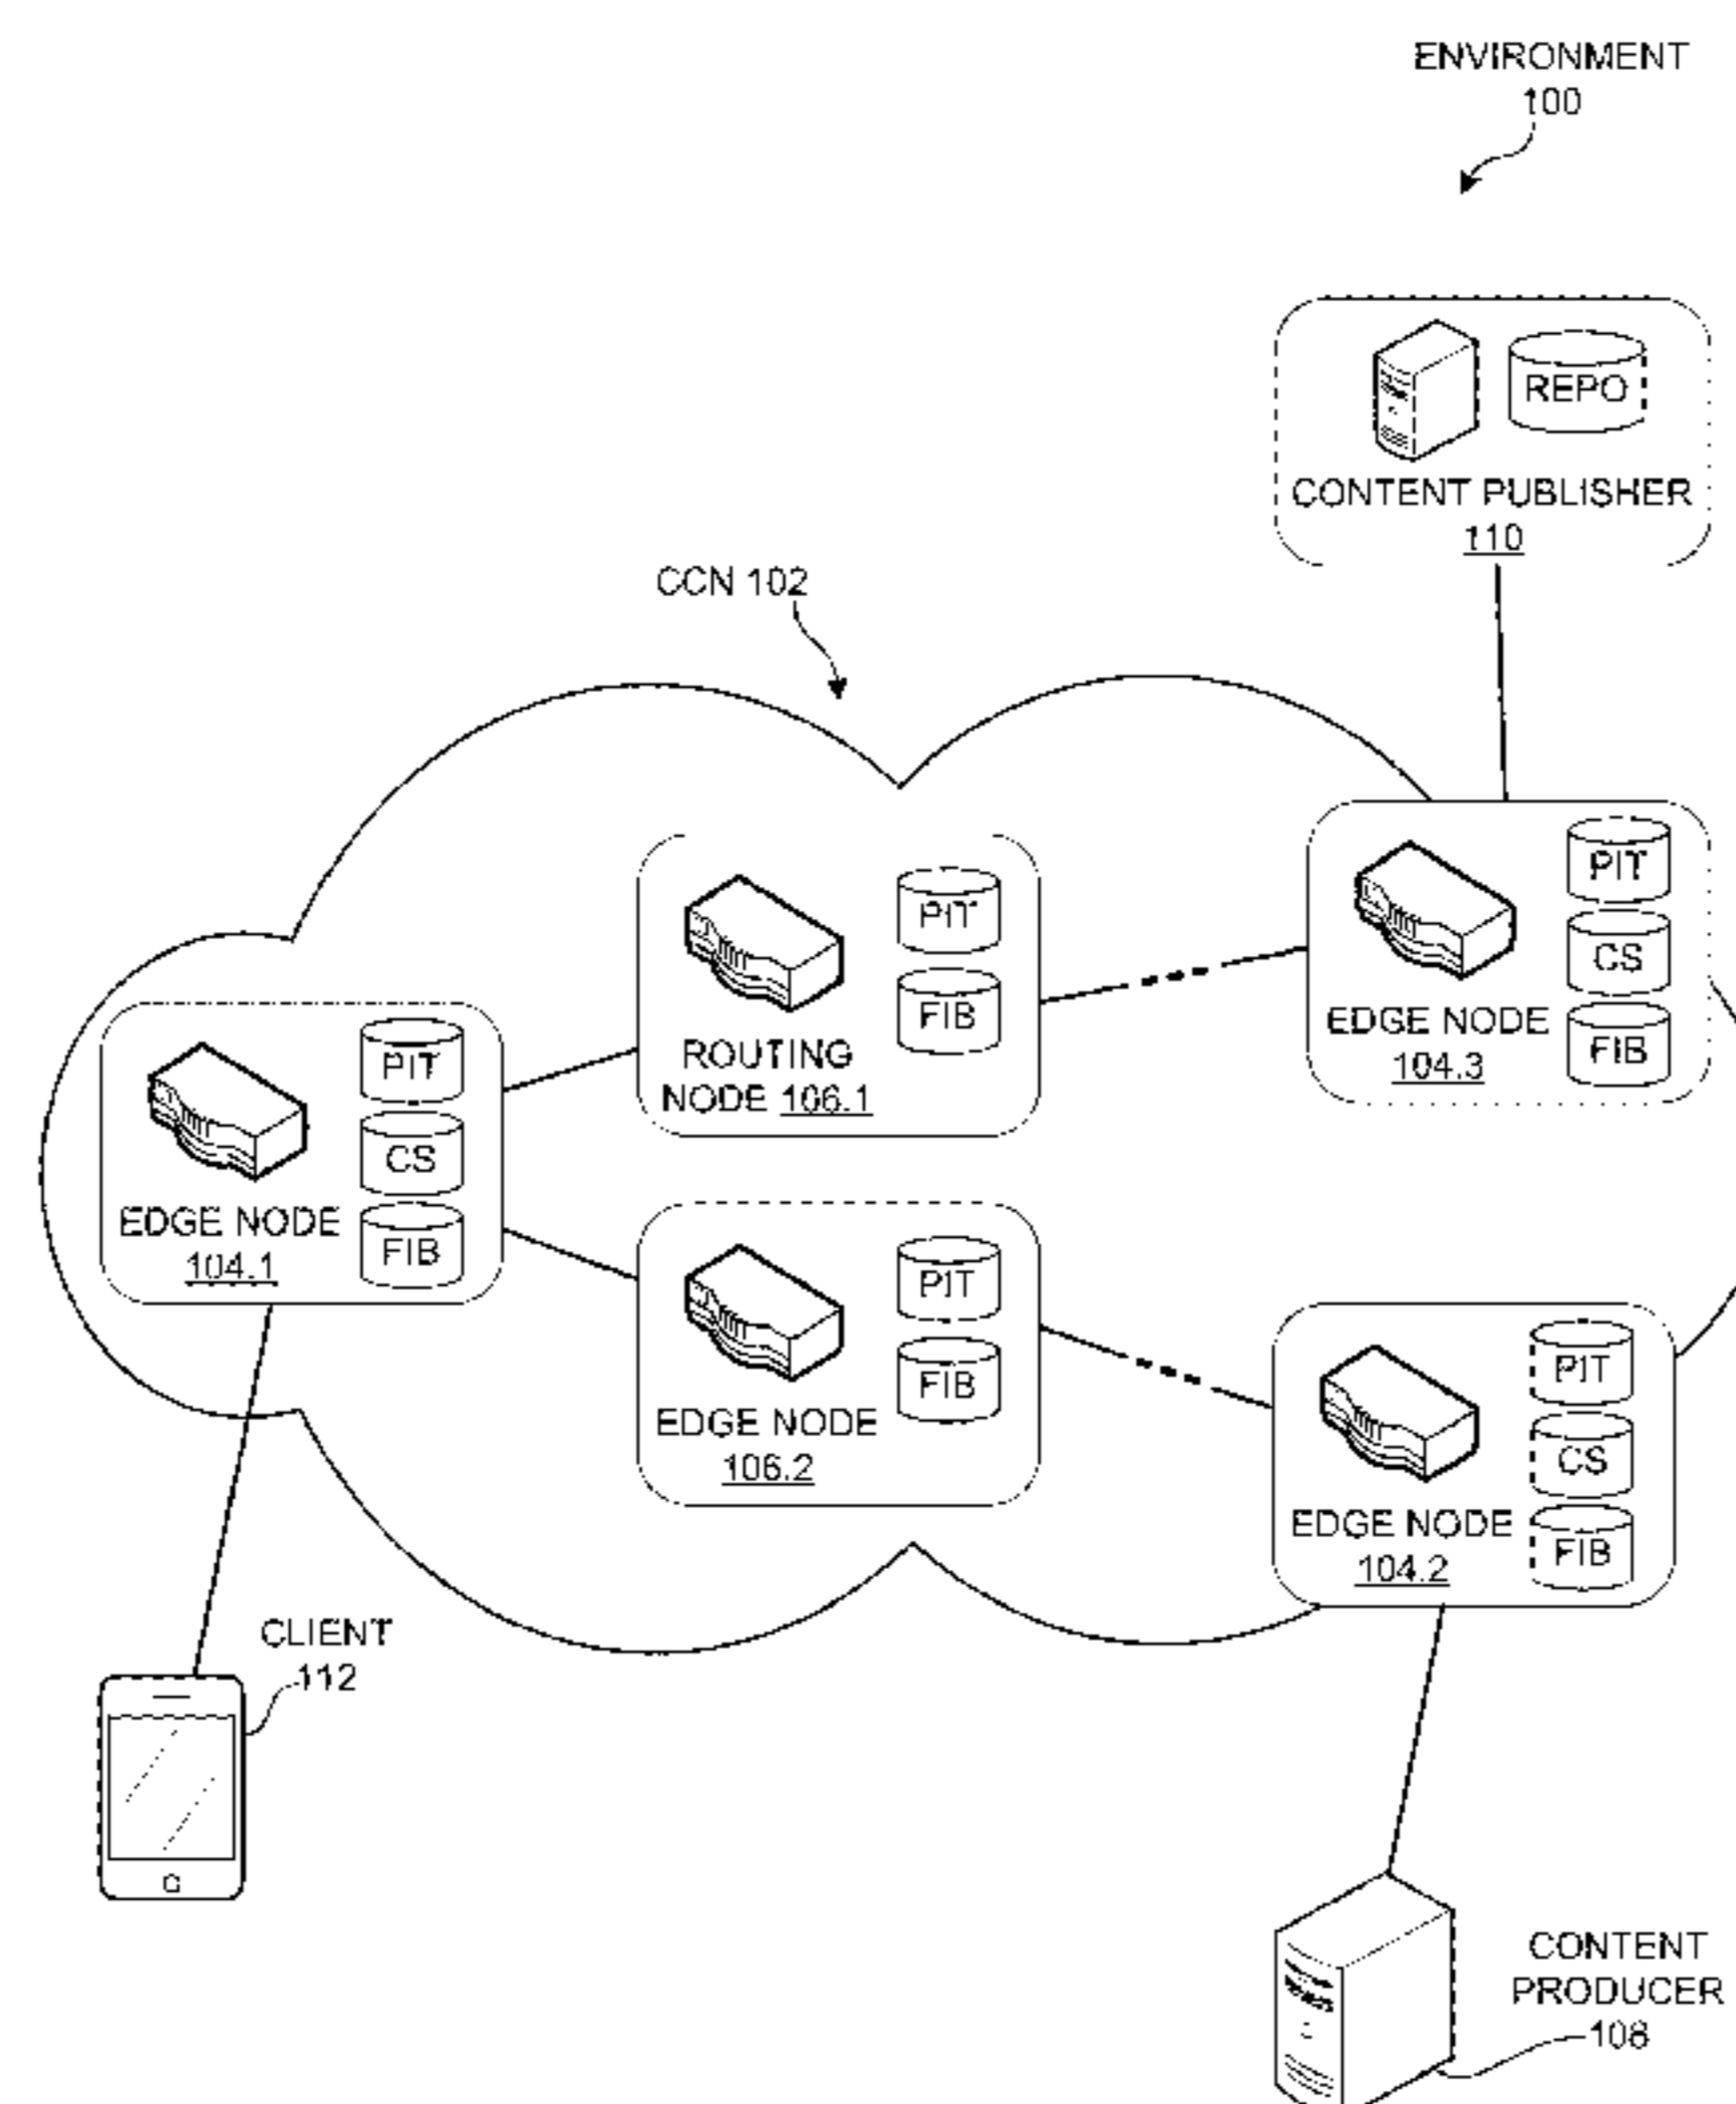 ENVIRONMENT
100
REPO
CONTENT PUBLISHER
110
CCN 102
PIT
CS
FIB
EDGE NODE
104.3
PIT
FIB
ROUTING
NODE 106.1
PIT
CS
FIB
EDGE NODE
104.1
PIT
FIB
EDGE NODE
106.2
PIT
CS
FIB
EDGE NODE
104.2
CLIENT
112
CONTENT
PRODUCER
108